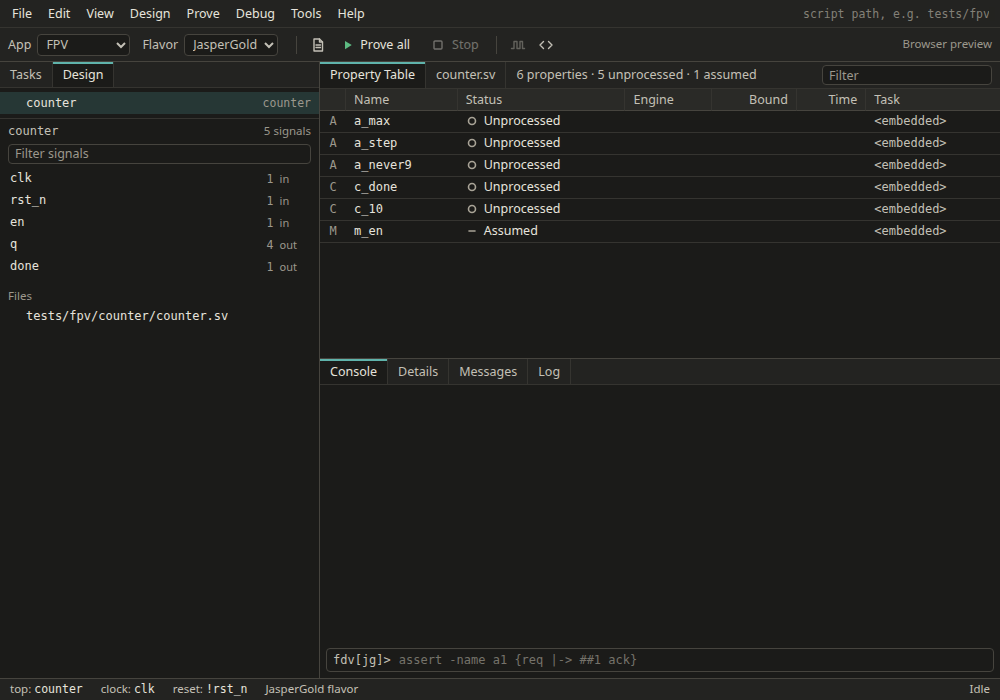 File Edit View Design Prove Debug Tools Help script path, e.g. tests/fpv
App FPV Flavor JasperGold Prove all Stop Browser preview
Tasks Design Property Table counter.sv 6 properties · 5 unprocessed · 1 assumed Filter
counter counter
Name Status Engine Bound Time Task
counter 5 signals
Filter signals
clk 1 in
rst_n 1 in
en 1 in
q 4 out
done 1 out
Files
tests/fpv/counter/counter.sv
A a_max Unprocessed <embedded>
A a_step Unprocessed <embedded>
A a_never9 Unprocessed <embedded>
C c_done Unprocessed <embedded>
C c_10 Unprocessed <embedded>
M m_en Assumed <embedded>
Console Details Messages Log
fdv[jg]> assert -name a1 {req |-> ##1 ack}
top: counter clock: clk reset: !rst_n JasperGold flavor Idle